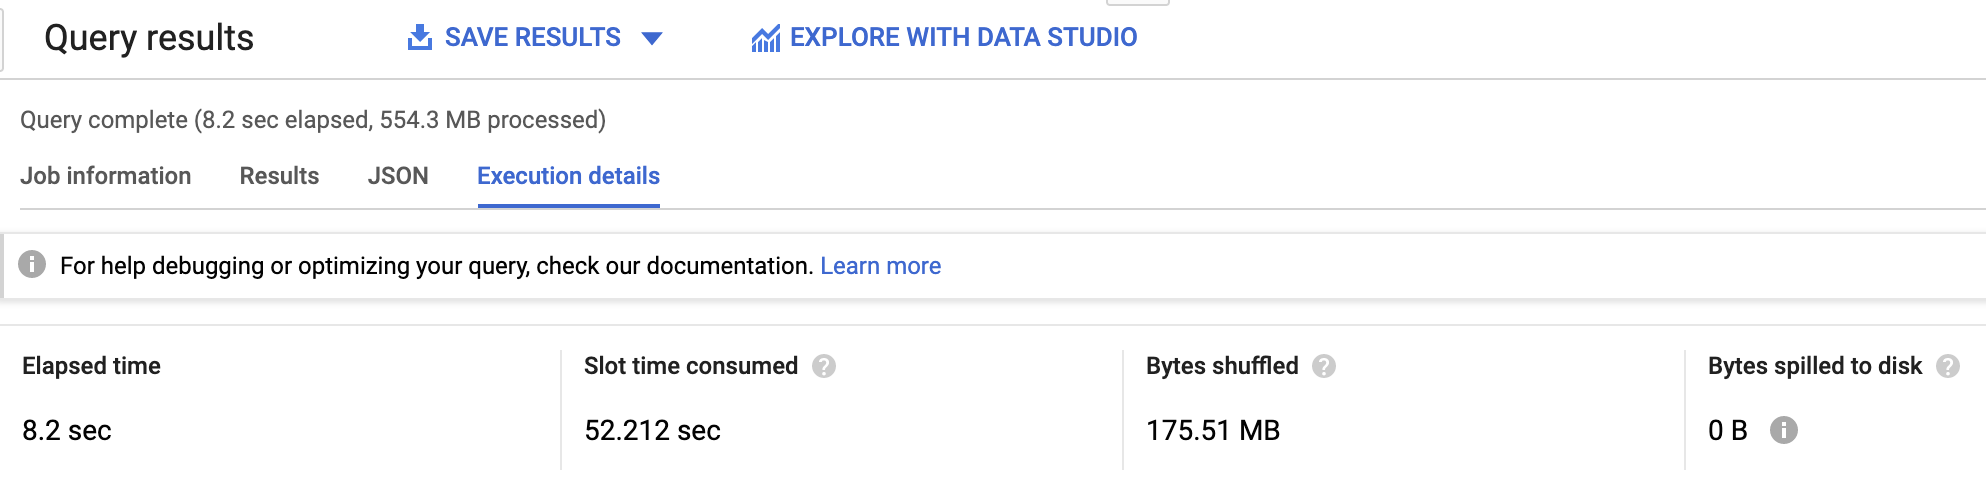 Query results SAVE RESULTS EXPLORE WITH DATA STUDIO
Query complete (8.2 sec elapsed, 554.3 MB processed)
Job information Results JSON Execution details
For help debugging or optimizing your query, check our documentation. Learn more
Elapsed time Slot time consumed Bytes shuffled Bytes spilled to disk
8.2 sec 52.212 sec 175.51 MB 0 B